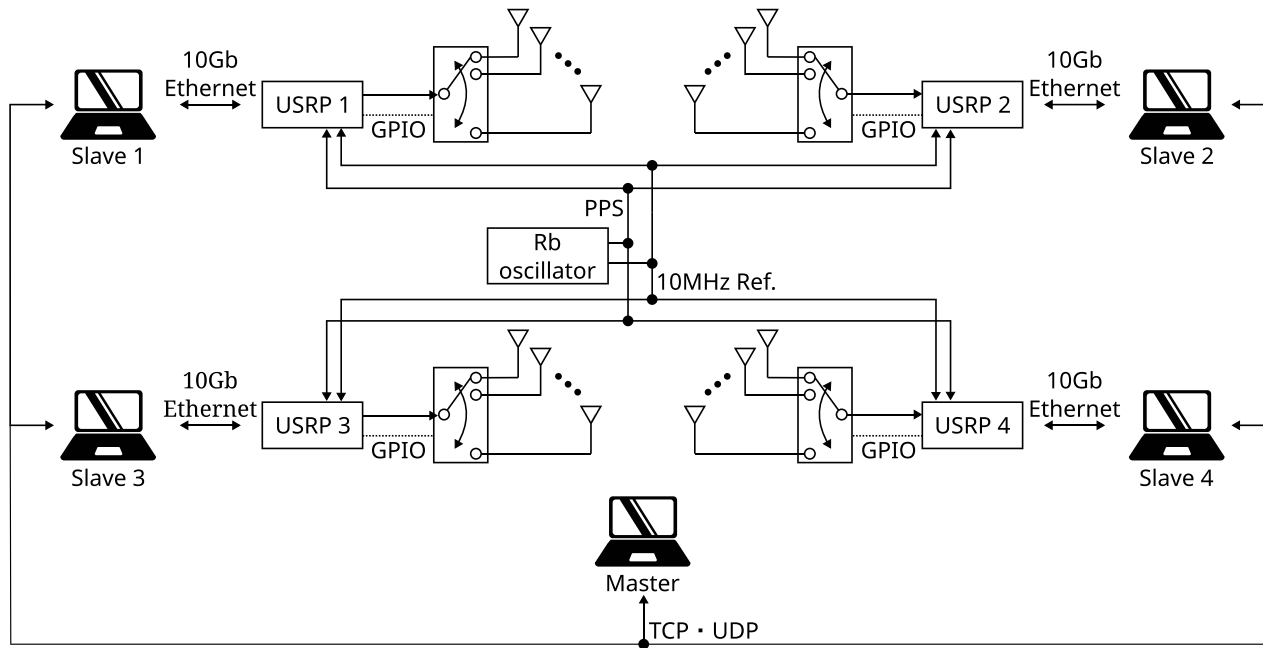 10Gb
Ethernet
USRP 1
GPIO
Slave 1
10Gb
Ethernet
USRP 2
GPIO
Slave 2
PPS
Rb
oscillator
10MHz Ref.
10Gb
Ethernet
USRP 3
GPIO
Slave 3
10Gb
Ethernet
USRP 4
GPIO
Slave 4
Master
TCP・UDP